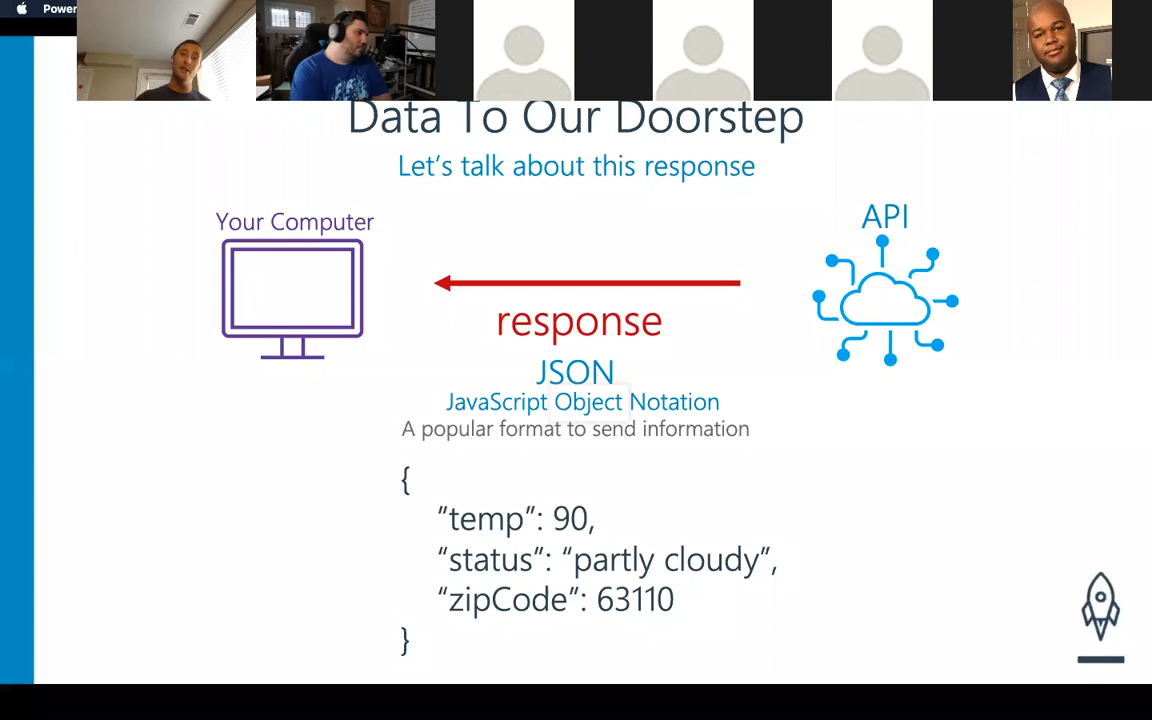 Power
Data To Our Doorstep
Let's talk about this response
Your Computer
API
response
JSON
JavaScript Object Notation
A popular format to send information
{
"temp": 90,
"status": "partly cloudy",
"zipCode": 63110
}